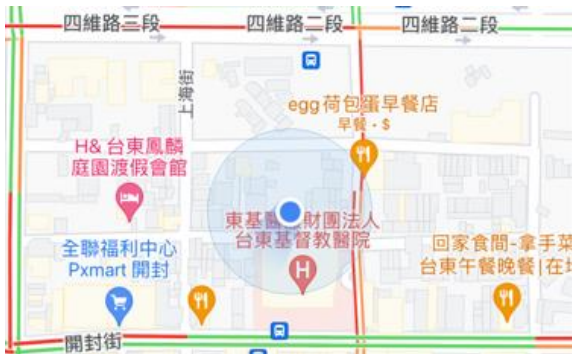 四維路三段
四維路二段
四維路二段
上海街
egg 荷包蛋早餐店
早餐・$
H& 台東鳳麟
庭園渡假會館
東基醫 財團法人
台東基督教醫院
全聯福利中心
Pxmart 開封
回家食間-拿手菜
台東午餐晚餐|在
H
開封街